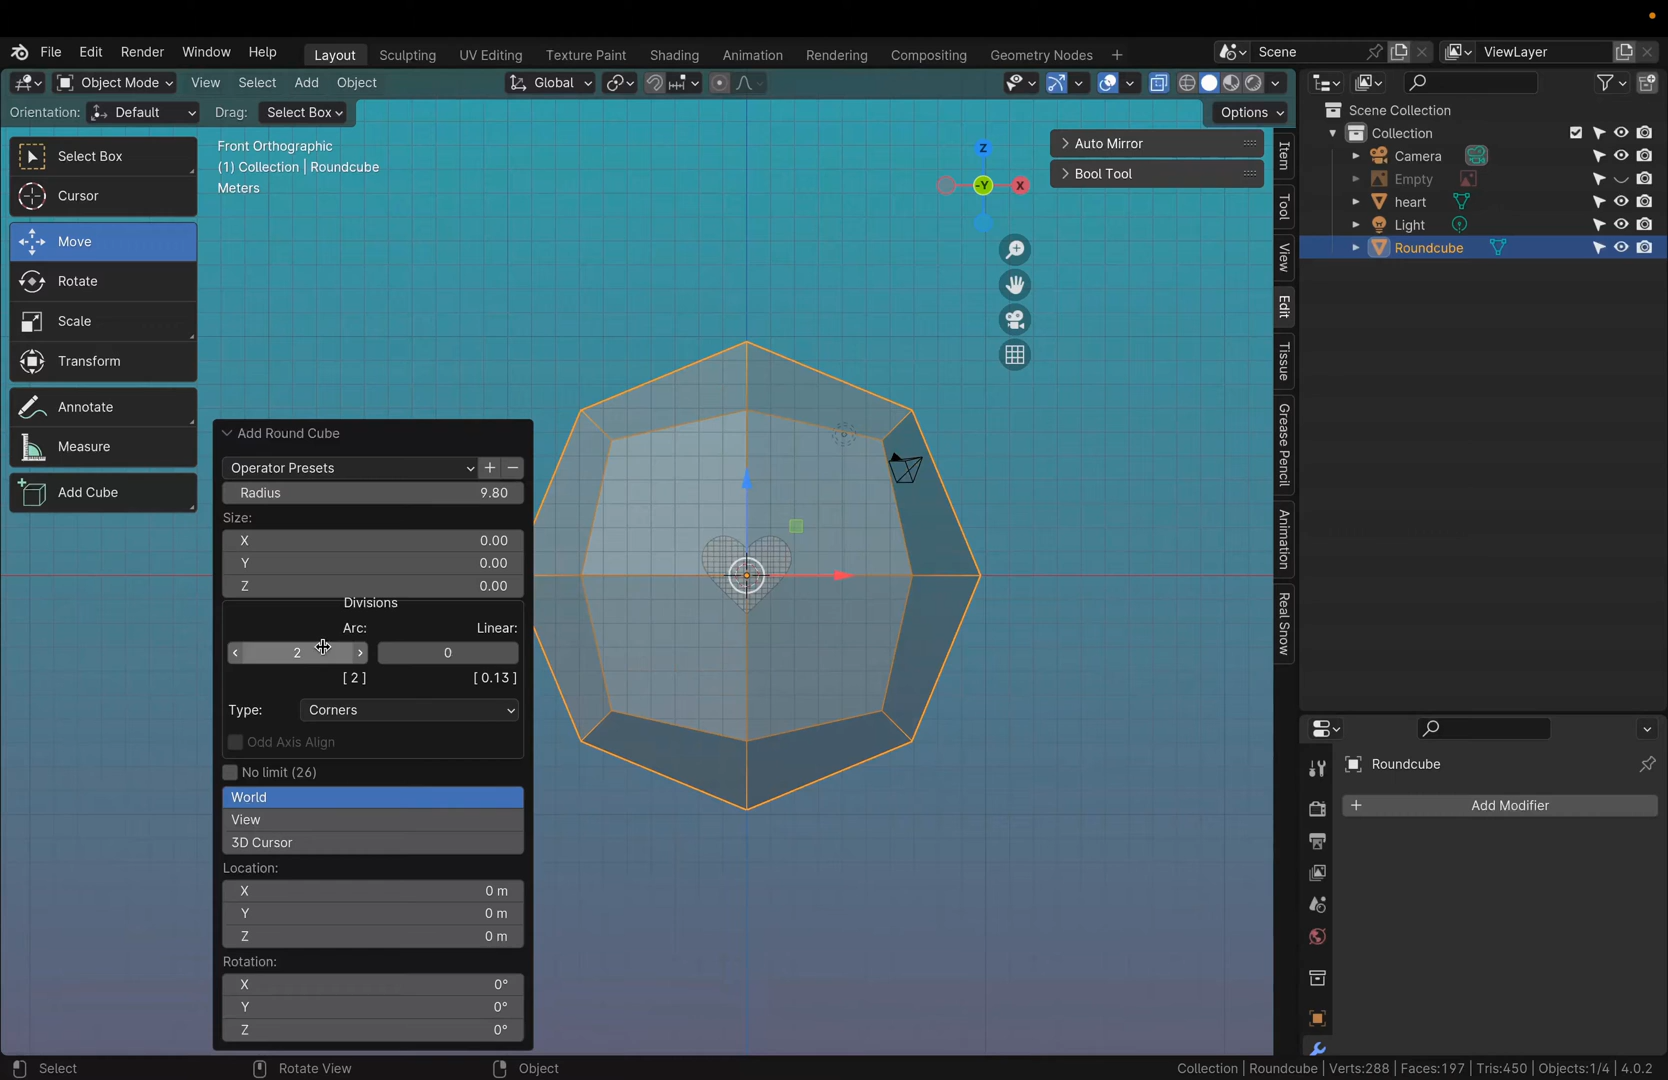 File Edit Render Window Help Layout Sculpting UV Editing Texture Paint Shading Animation Rendering Compositing Geometry Nodes + Scene ViewLayer
Object Mode View Select Add Object Global
Orientation: Default Drag: Select Box Options
Select Box
Cursor
Move
Rotate
Scale
Transform
Annotate
Measure
Add Cube
Front Orthographic
(1) Collection | Roundcube
Meters
Z
-Y
X
Auto Mirror
Bool Tool
Item
Tool
View
Edit
Tissue
Grease Pencil
Animation
Real Snow
Add Round Cube
Operator Presets + −
Radius 9.80
Size:
X 0.00
Y 0.00
Z 0.00
Divisions
Arc: Linear:
< 2 > 0
[ 2 ] [ 0.13 ]
Type: Corners
Odd Axis Align
No limit (26)
World
View
3D Cursor
Location:
X 0 m
Y 0 m
Z 0 m
Rotation:
X 0°
Y 0°
Z 0°
Scene Collection
Collection
Camera
Empty
heart
Light
Roundcube
Roundcube
+ Add Modifier
Select Rotate View Object Collection | Roundcube | Verts:288 | Faces:197 | Tris:450 | Objects:1/4 | 4.0.2